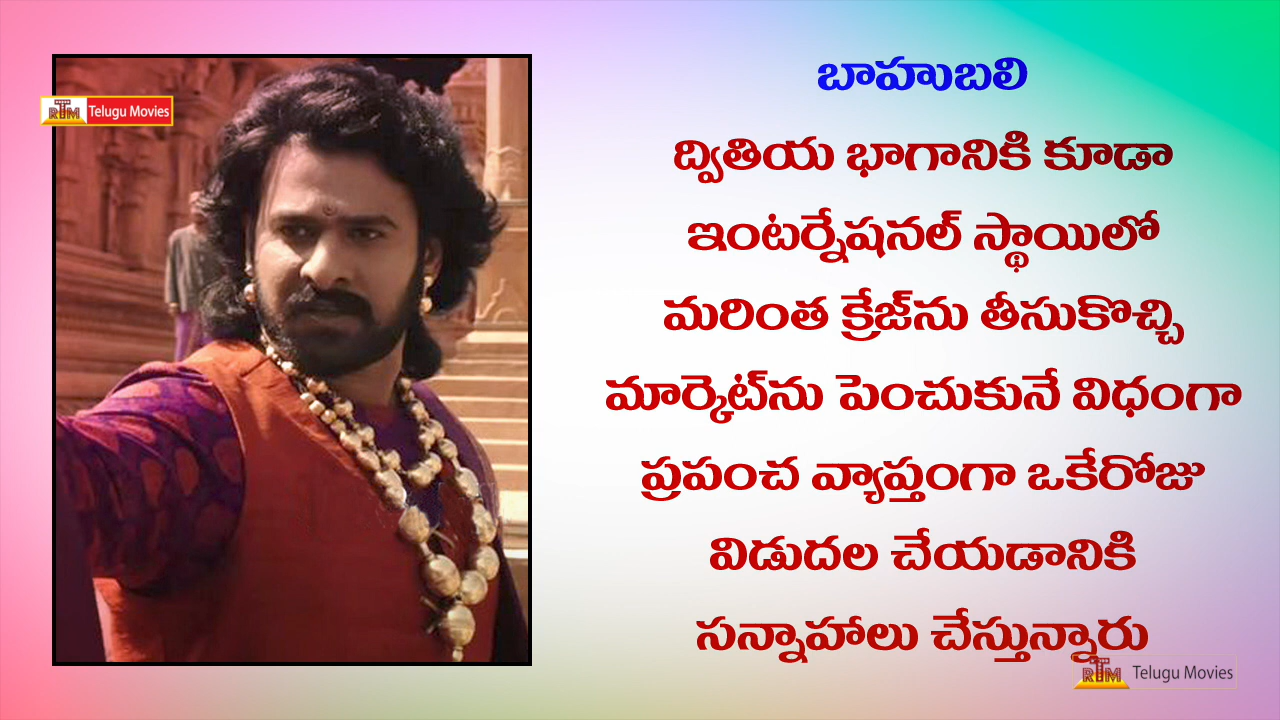 RTM Telugu Movies
బాహుబలి
ద్వితియ భాగానికి కూడా
ఇంటర్నేషనల్ స్థాయిలో
మరింత క్రేజ్‌ను తీసుకొచ్చి
మార్కెట్‌ను పెంచుకునే విధంగా
ప్రపంచ వ్యాప్తంగా ఒకేరోజు
విడుదల చేయడానికి
సన్నాహాలు చేస్తున్నారు
RTM Telugu Movies